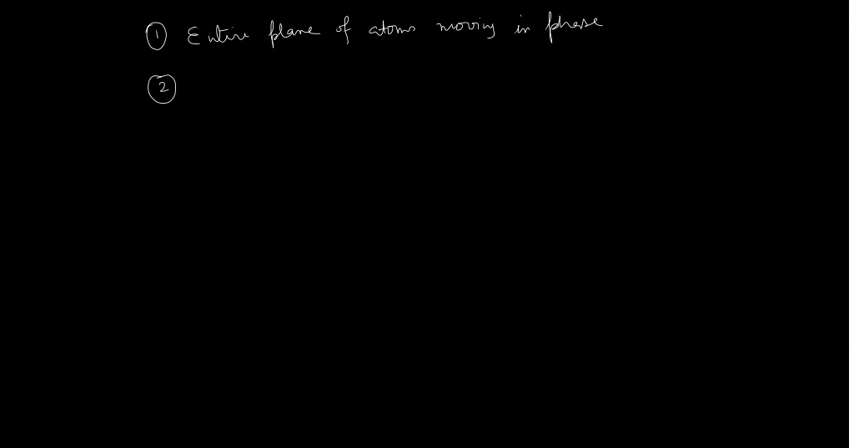 ① Entire plane of atoms moving in phase
②